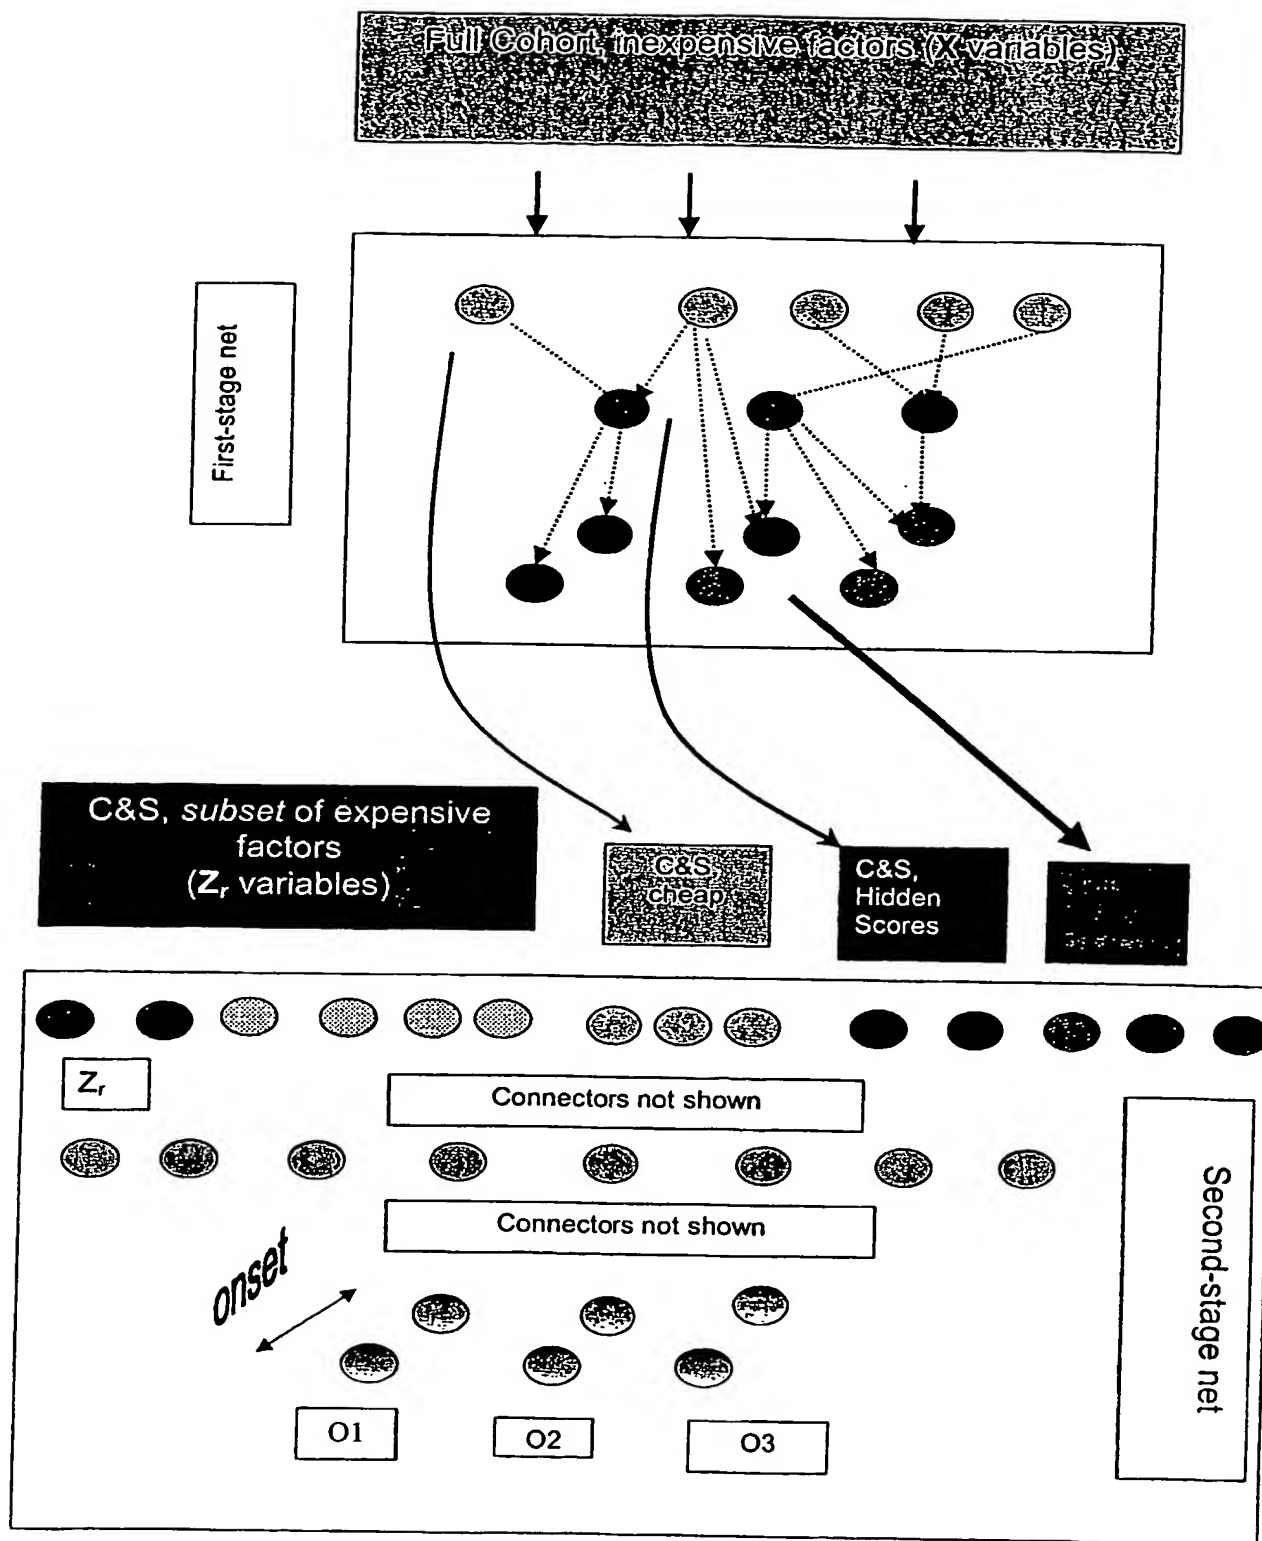 Full Cohort, inexpensive factors (X variables)
First-stage net
C&S, subset of expensive
factors
(Zr variables)
C&S
cheap
C&S,
Hidden
Scores
Zr
Connectors not shown
Connectors not shown
onset
O1
O2
O3
Second-stage net